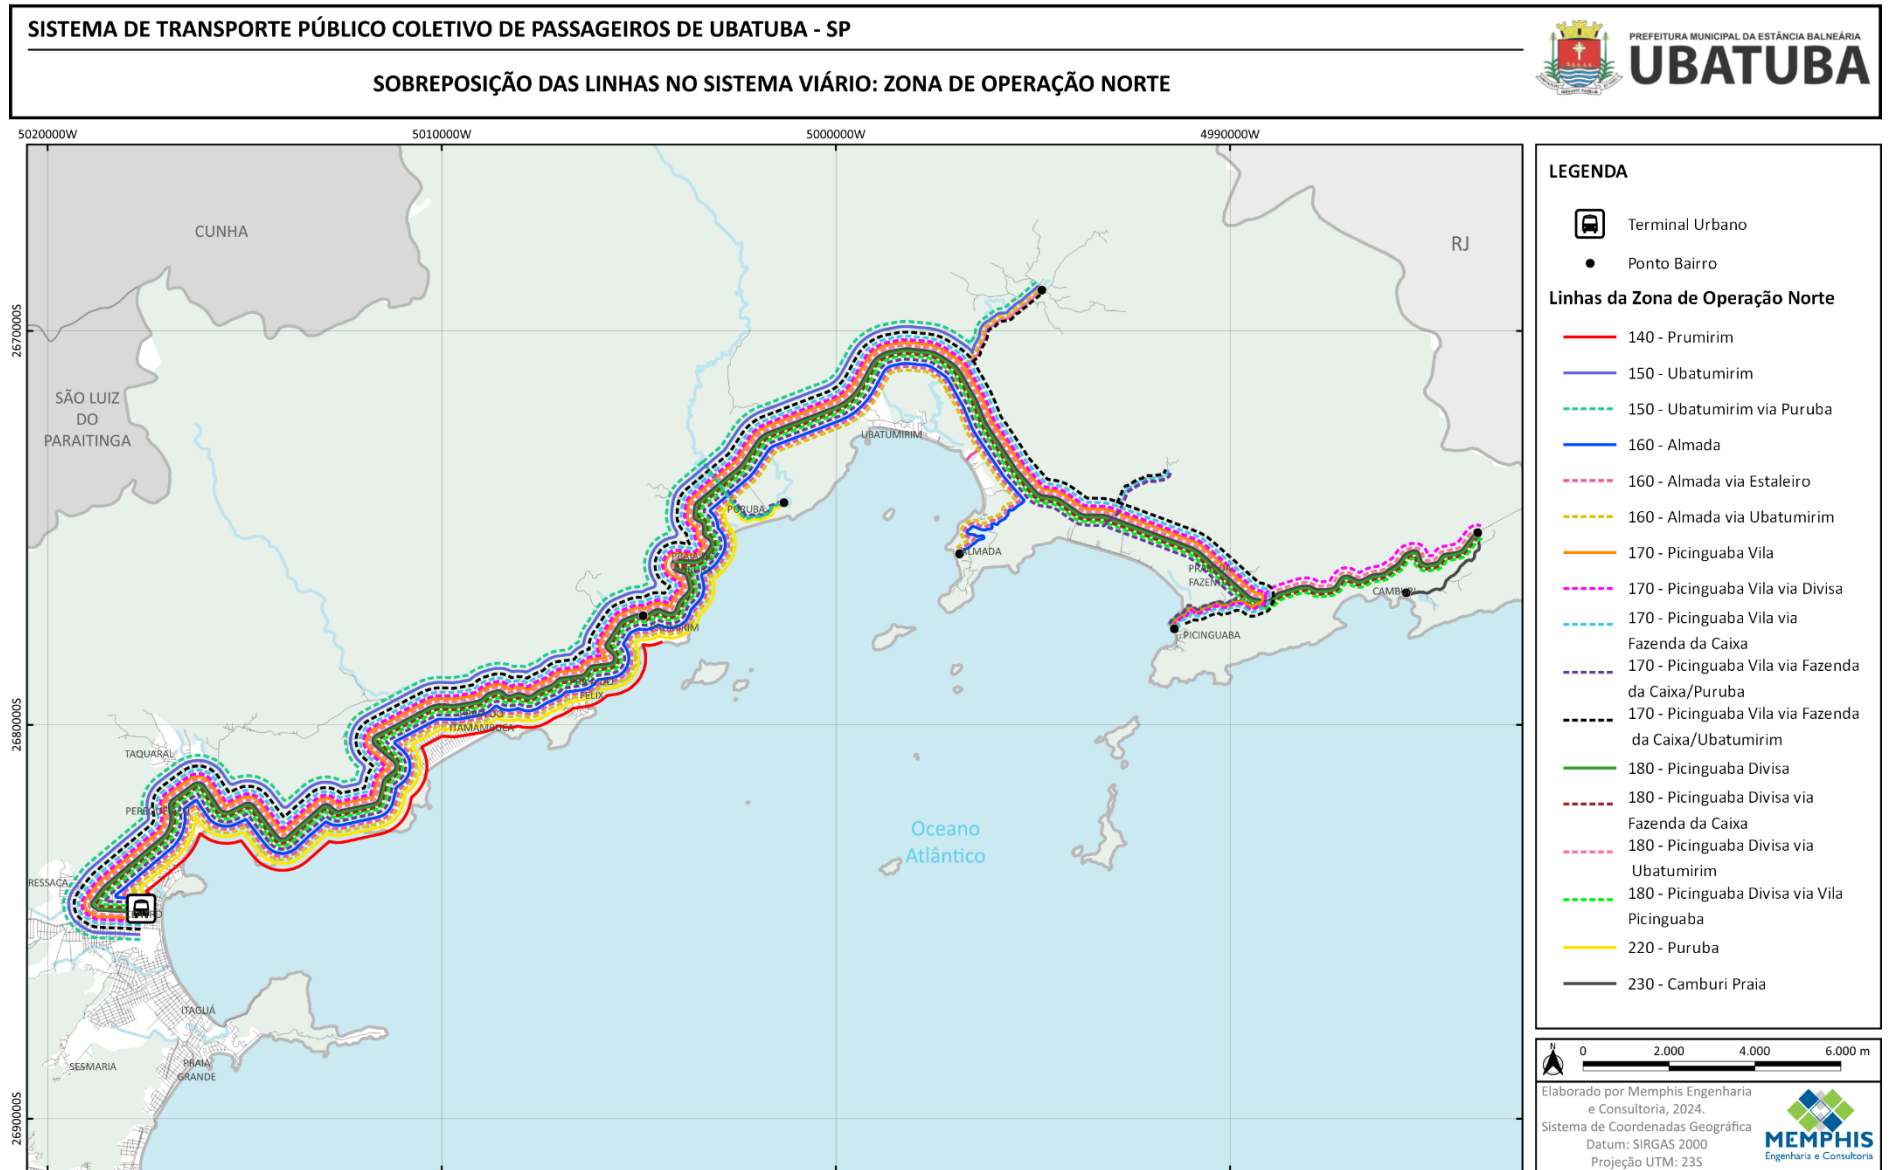 SISTEMA DE TRANSPORTE PÚBLICO COLETIVO DE PASSAGEIROS DE UBATUBA - SP
SOBREPOSIÇÃO DAS LINHAS NO SISTEMA VIÁRIO: ZONA DE OPERAÇÃO NORTE
PREFEITURA MUNICIPAL DA ESTÂNCIA BALNEÁRIA
UBATUBA
5020000W
5010000W
5000000W
4990000W
2670000S
2680000S
2690000S
CUNHA
RJ
SÃO LUIZ
DO
PARAITINGA
UBATUMIRIM
PURUBA
ALMADA
PICINGUABA
FELIX
ITAMAMBUCA
TAQUARAL
RESSACA
ITAGUÁ
SESMARIA
PRAIA
GRANDE
Oceano
Atlântico
LEGENDA
Terminal Urbano
Ponto Bairro
Linhas da Zona de Operação Norte
140 - Prumirim
150 - Ubatumirim
150 - Ubatumirim via Puruba
160 - Almada
160 - Almada via Estaleiro
160 - Almada via Ubatumirim
170 - Picinguaba Vila
170 - Picinguaba Vila via Divisa
170 - Picinguaba Vila via
Fazenda da Caixa
170 - Picinguaba Vila via Fazenda
da Caixa/Puruba
170 - Picinguaba Vila via Fazenda
da Caixa/Ubatumirim
180 - Picinguaba Divisa
180 - Picinguaba Divisa via
Fazenda da Caixa
180 - Picinguaba Divisa via
Ubatumirim
180 - Picinguaba Divisa via Vila
Picinguaba
220 - Puruba
230 - Camburi Praia
N
0 2.000 4.000 6.000 m
Elaborado por Memphis Engenharia
e Consultoria, 2024.
Sistema de Coordenadas Geográfica
Datum: SIRGAS 2000
Projeção UTM: 23S
MEMPHIS
Engenharia e Consultoria